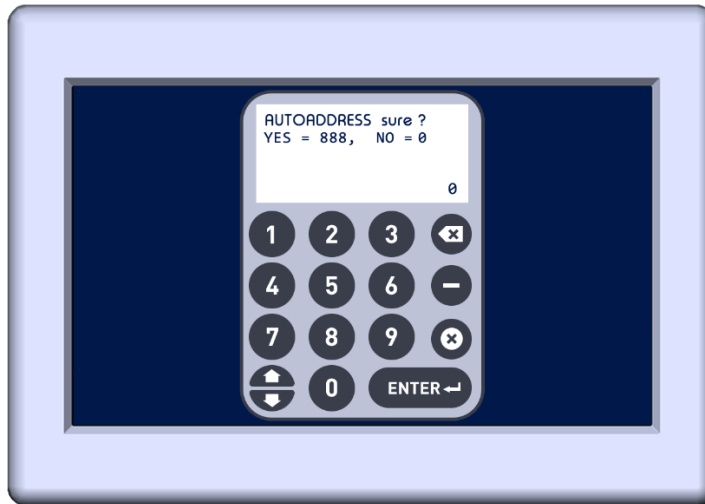 AUTOADDRESS sure ?
YES = 888, NO = 0
0
1 2 3
4 5 6
7 8 9
0 ENTER